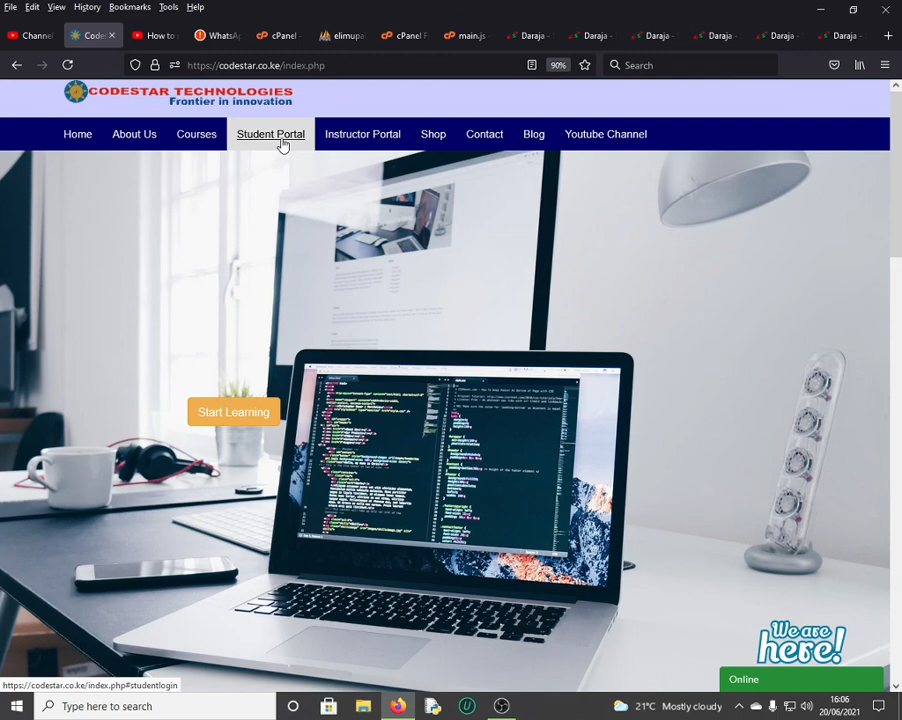 File Edit View History Bookmarks Tools Help
Channel
Code
How to
WhatsA
cPanel
elimupa
cPanel F
main.js
Daraja -
Daraja -
Daraja -
Daraja -
Daraja -
Daraja -
https://codestar.co.ke/index.php
90%
Search
CODESTAR TECHNOLOGIES
Frontier in innovation
Home About Us Courses Student Portal Instructor Portal Shop Contact Blog Youtube Channel
Start Learning
We are
here!
Online
https://codestar.co.ke/index.php#studentlogin
Type here to search
21°C Mostly cloudy
16:06
20/06/2021